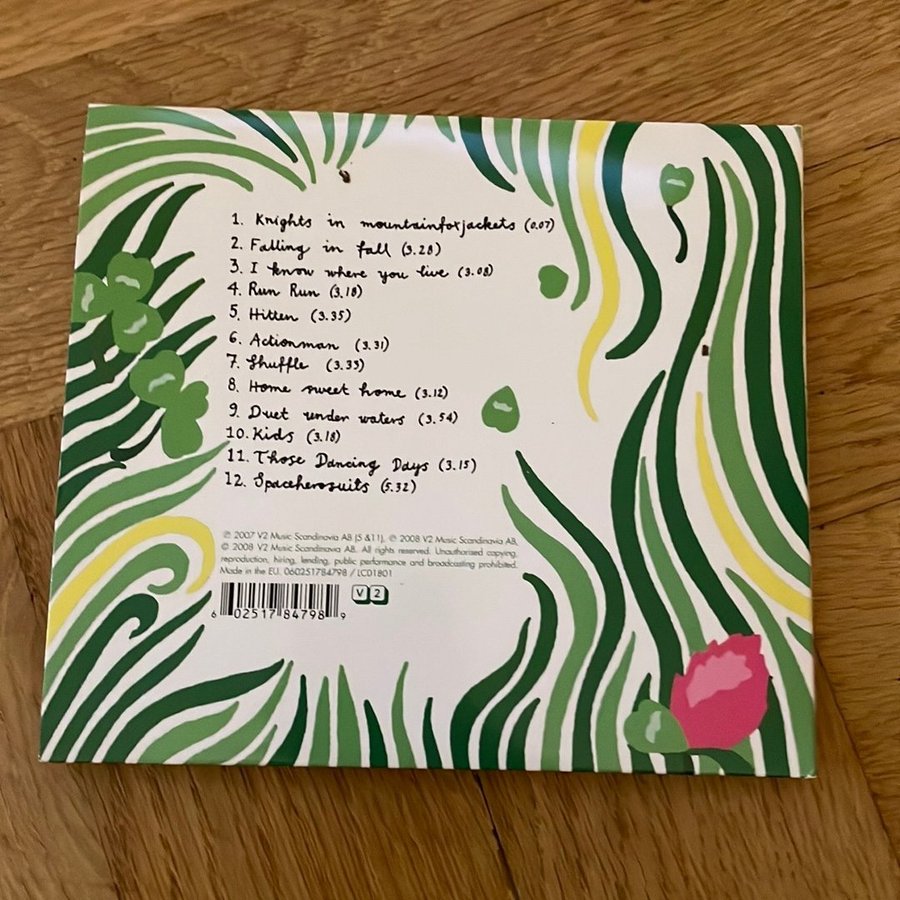 1. Knights in mountainfoxjackets (0.07)
2. Falling in fall (3.28)
3. I know where you live (3.08)
4. Run Run (3.18)
5. Hitten (3.35)
6. Actionman (3.31)
7. Shuffle (3.33)
8. Home sweet home (3.12)
9. Duet under waters (3.54)
10. Kids (3.18)
11. Those Dancing Days (3.15)
12. Spaceherosuits (5.32)
℗ 2007 V2 Music Scandinavia AB (5 &11), ℗ 2008 V2 Music Scandinavia AB,
© 2008 V2 Music Scandinavia AB. All rights reserved. Unauthorised copying,
reproduction, hiring, lending, public performance and broadcasting prohibited.
Made in the EU. 060251784798 / LCD1801
V2
6 02517 84798 9